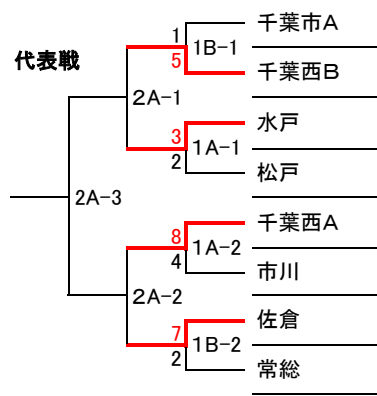 代表戦
千葉市A
1
1B-1
5
千葉西B
2A-1
水戸
3
1A-1
2
松戸
2A-3
千葉西A
8
1A-2
4
市川
2A-2
佐倉
7
1B-2
2
常総